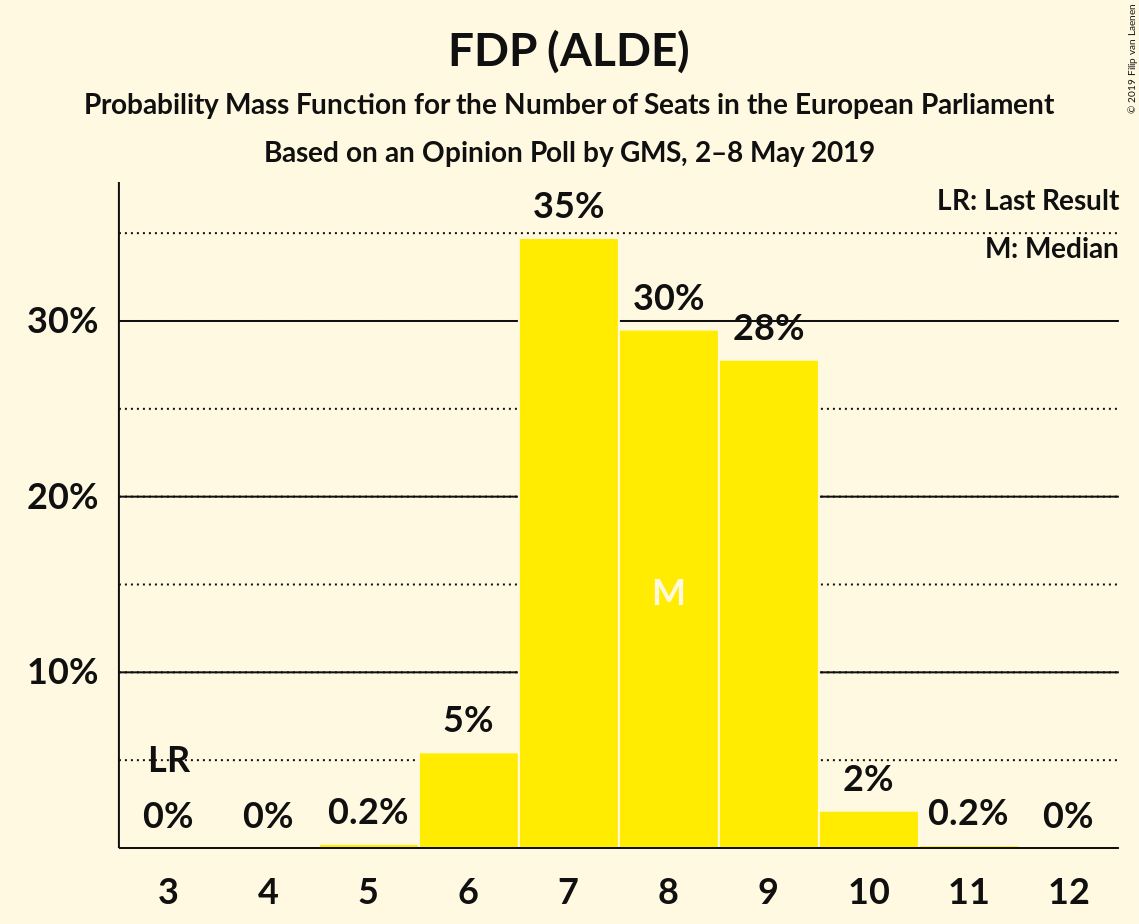 FDP (ALDE)
Probability Mass Function for the Number of Seats in the European Parliament
Based on an Opinion Poll by GMS, 2–8 May 2019
© 2019 Filip van Laenen
LR: Last Result
M: Median
35%
30%
28%
30%
20%
M
10%
5%
LR
2%
0%
0%
0.2%
0.2%
0%
3 4 5 6 7 8 9 10 11 12